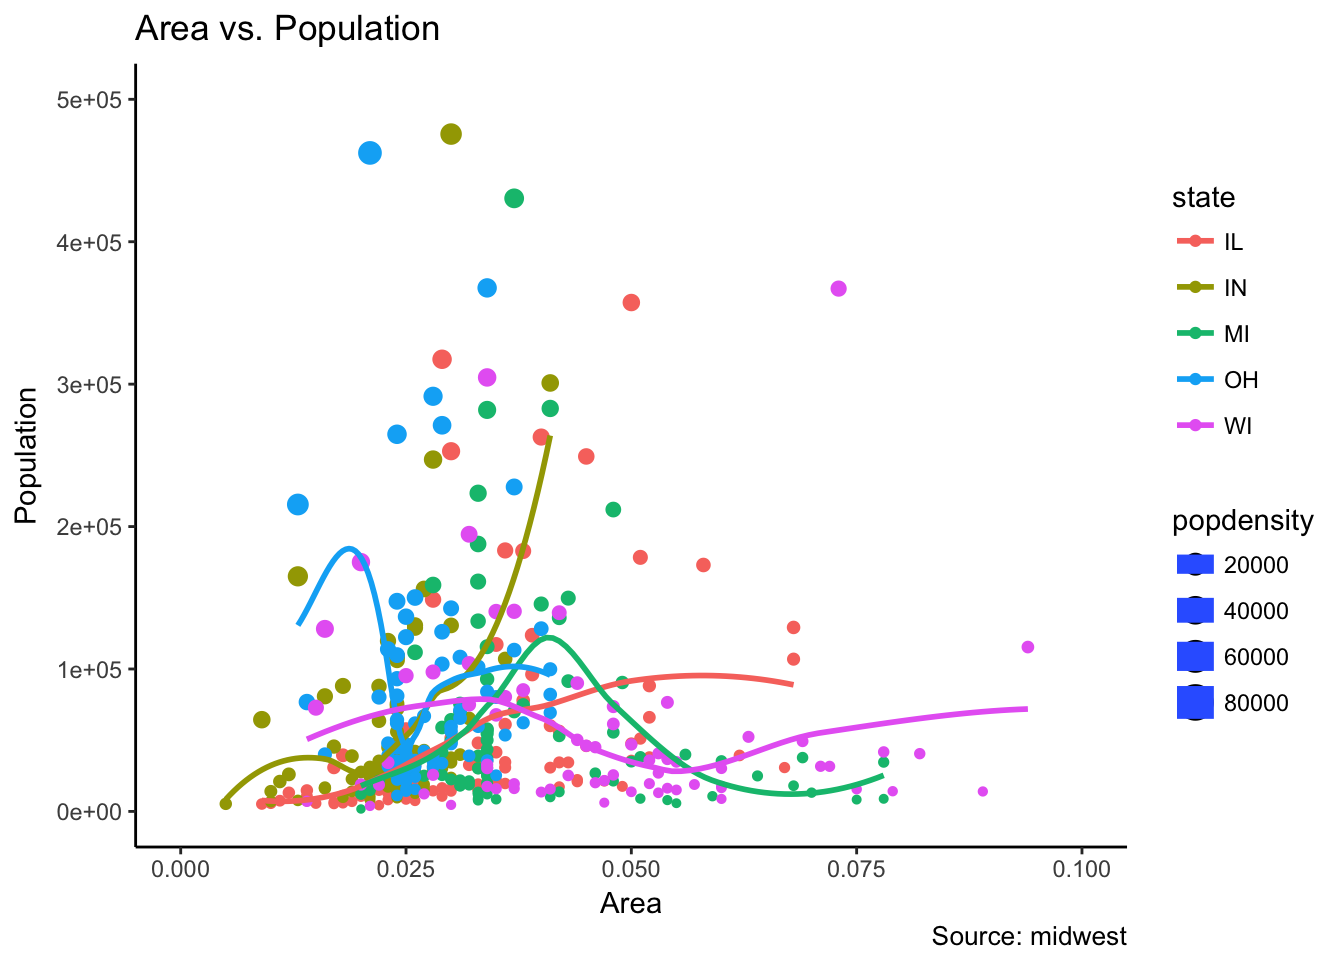 Area vs. Population
5e+05
4e+05
3e+05
2e+05
1e+05
0e+00
Population
0.000
0.025
0.050
0.075
0.100
Area
Source: midwest
state
IL
IN
MI
OH
WI
popdensity
20000
40000
60000
80000